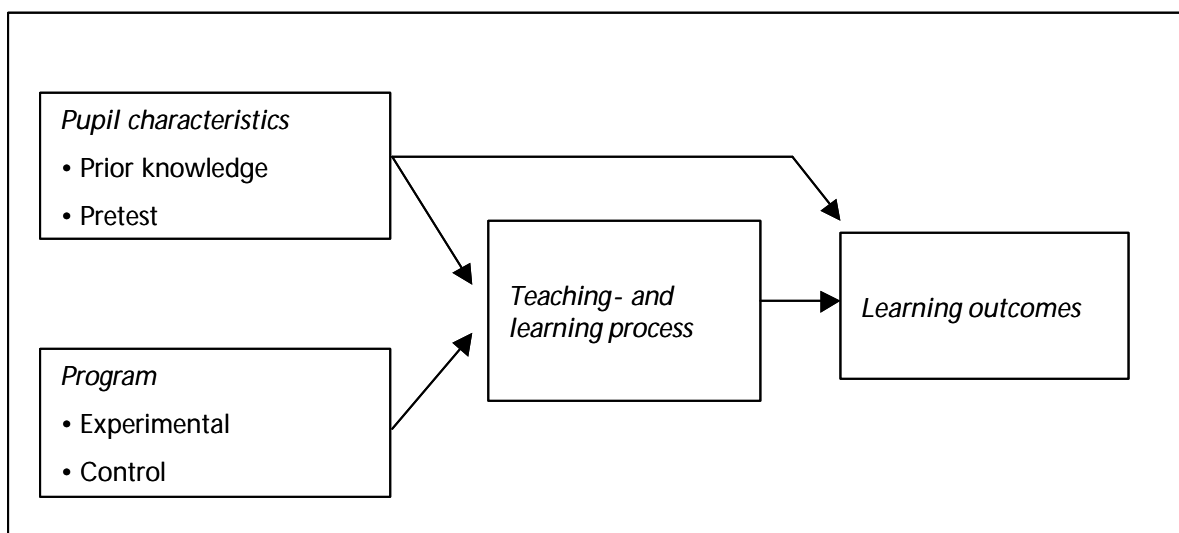 Pupil characteristics
• Prior knowledge
• Pretest
Program
• Experimental
• Control
Teaching- and
learning process
Learning outcomes